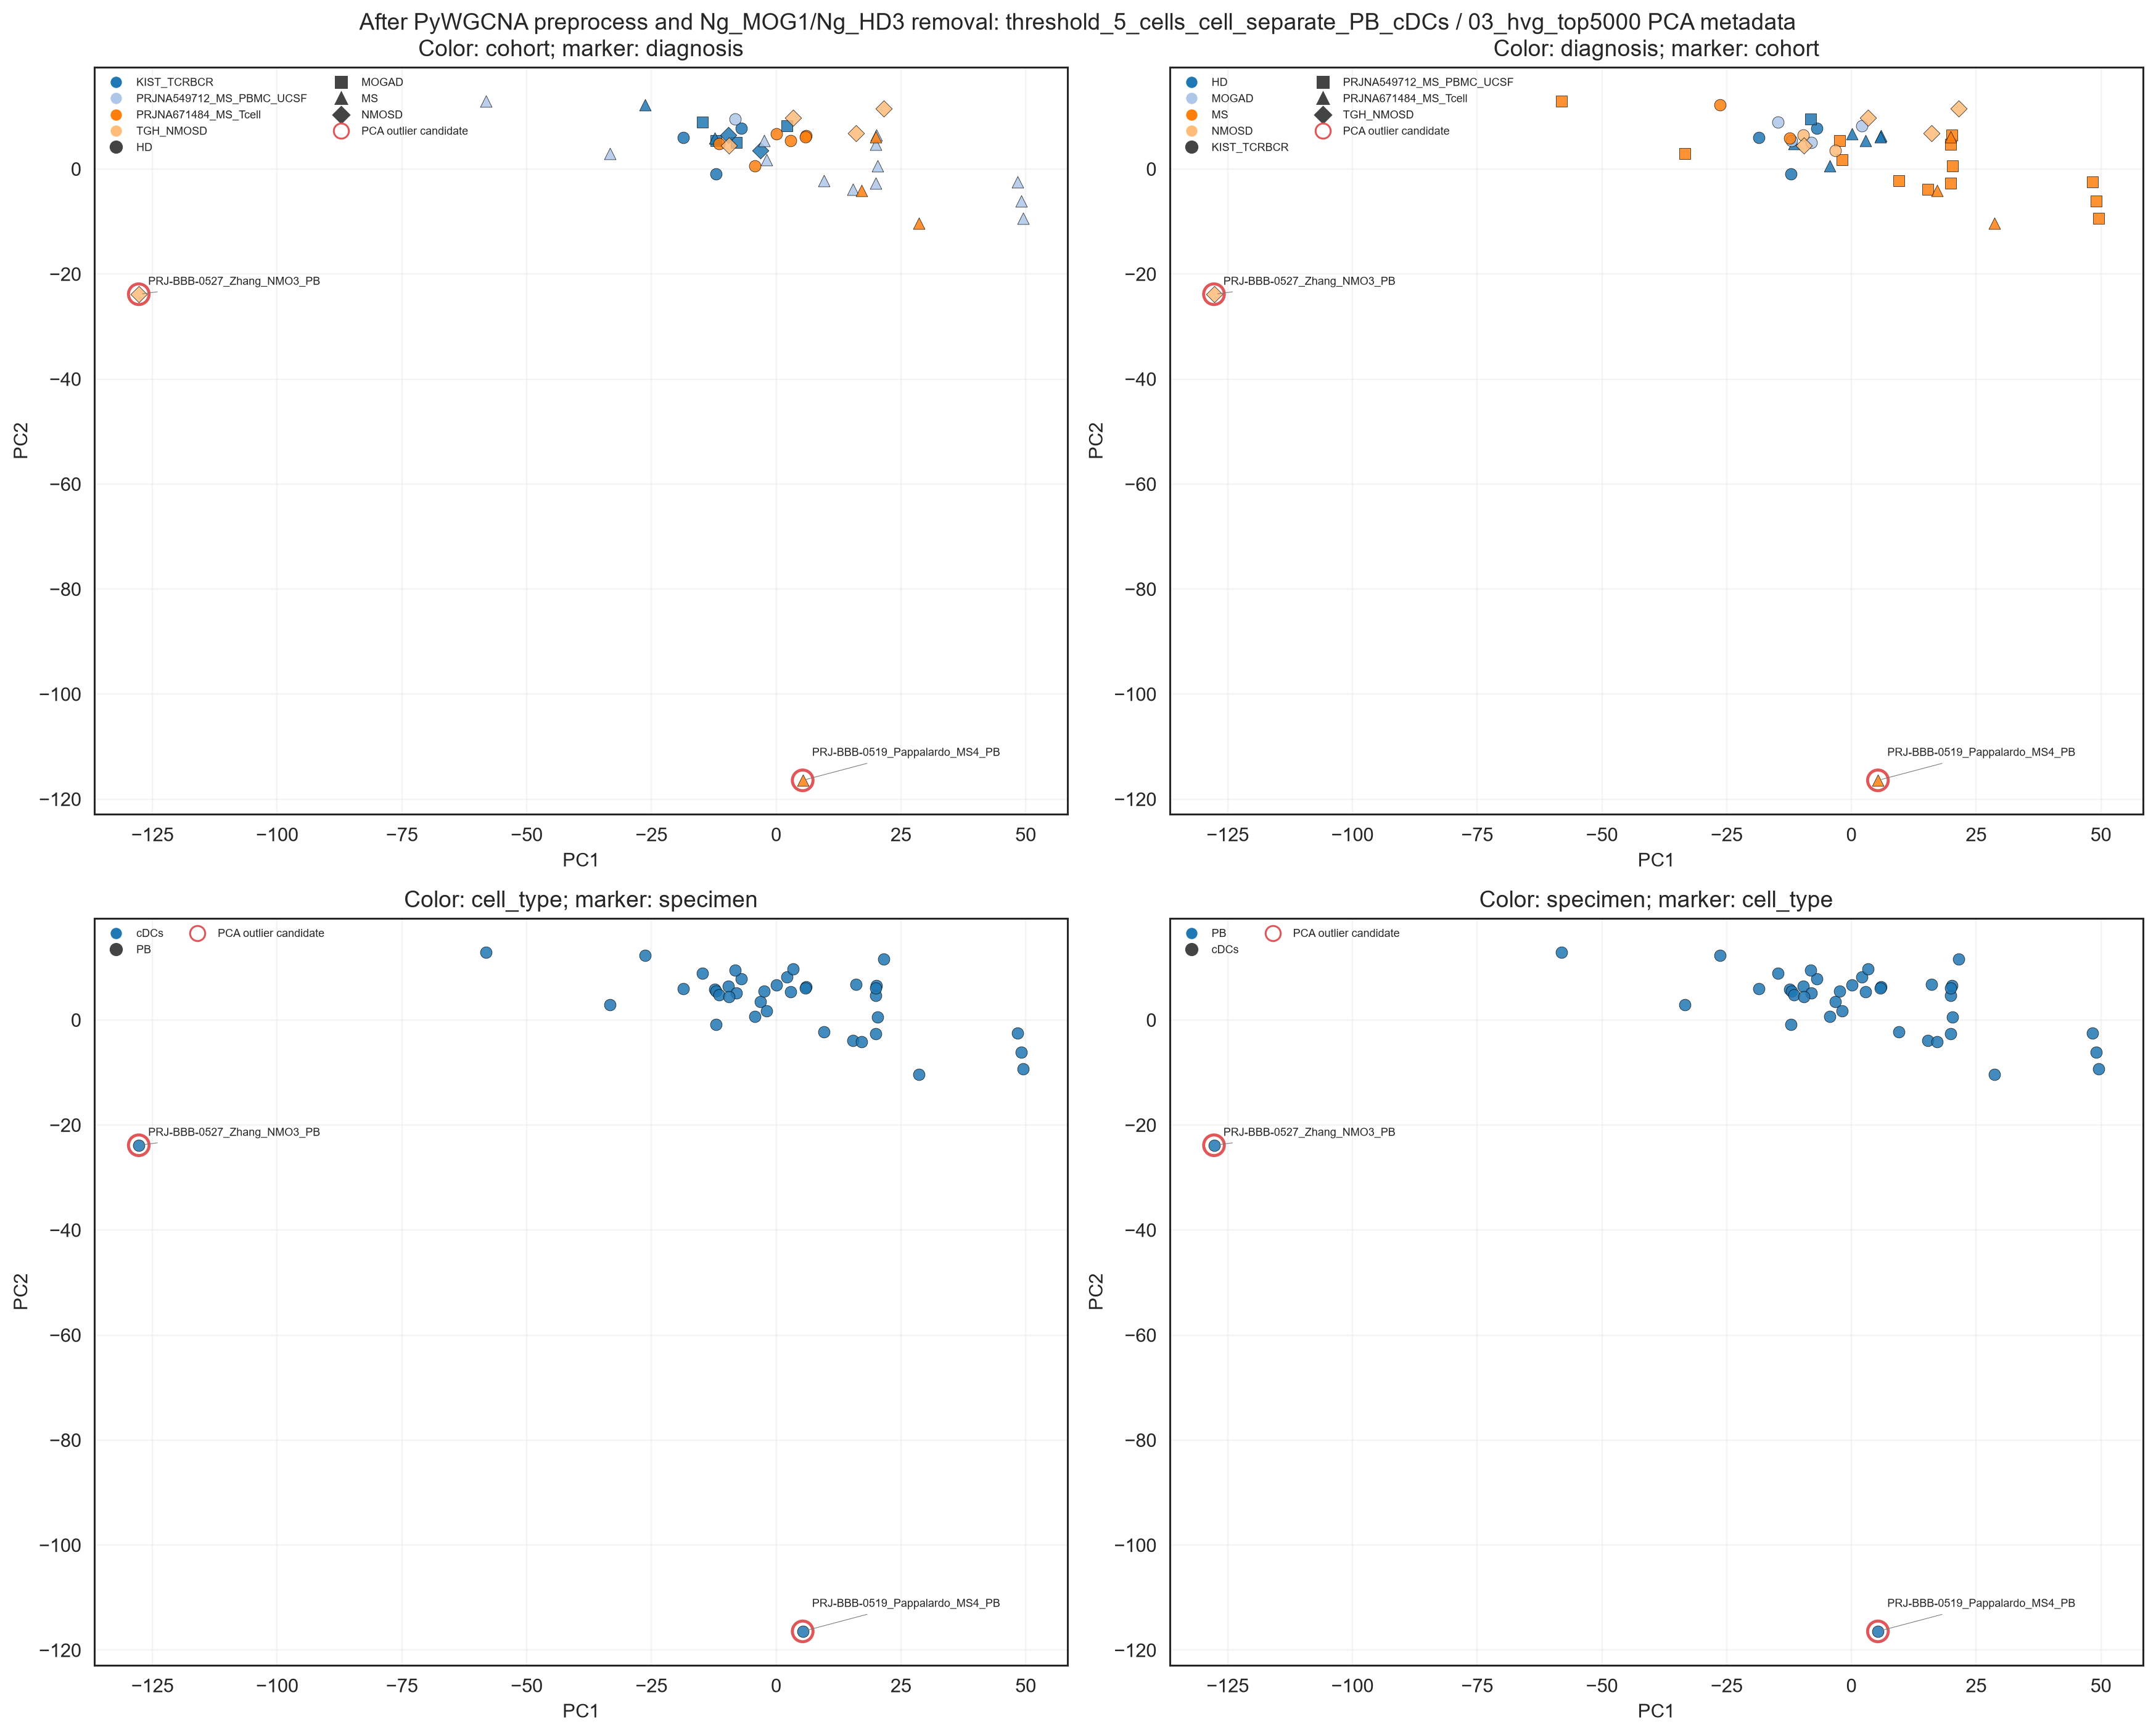 After PyWGCNA preprocess and Ng_MOG1/Ng_HD3 removal: threshold_5_cells_cell_separate_PB_cDCs / 03_hvg_top5000 PCA metadata
Color: cohort; marker: diagnosis
KIST_TCRBCR
PRJNA549712_MS_PBMC_UCSF
PRJNA671484_MS_Tcell
TGH_NMOSD
HD
MOGAD
MS
NMOSD
PCA outlier candidate
PRJ-BBB-0527_Zhang_NMO3_PB
PRJ-BBB-0519_Pappalardo_MS4_PB
0
−20
−40
−60
−80
−100
−120
PC2
−125
−100
−75
−50
−25
0
25
50
PC1
Color: diagnosis; marker: cohort
HD
MOGAD
MS
NMOSD
KIST_TCRBCR
PRJNA549712_MS_PBMC_UCSF
PRJNA671484_MS_Tcell
TGH_NMOSD
PCA outlier candidate
PRJ-BBB-0527_Zhang_NMO3_PB
PRJ-BBB-0519_Pappalardo_MS4_PB
0
−20
−40
−60
−80
−100
−120
PC2
−125
−100
−75
−50
−25
0
25
50
PC1
Color: cell_type; marker: specimen
cDCs
PB
PCA outlier candidate
PRJ-BBB-0527_Zhang_NMO3_PB
PRJ-BBB-0519_Pappalardo_MS4_PB
0
−20
−40
−60
−80
−100
−120
PC2
−125
−100
−75
−50
−25
0
25
50
PC1
Color: specimen; marker: cell_type
PB
cDCs
PCA outlier candidate
PRJ-BBB-0527_Zhang_NMO3_PB
PRJ-BBB-0519_Pappalardo_MS4_PB
0
−20
−40
−60
−80
−100
−120
PC2
−125
−100
−75
−50
−25
0
25
50
PC1